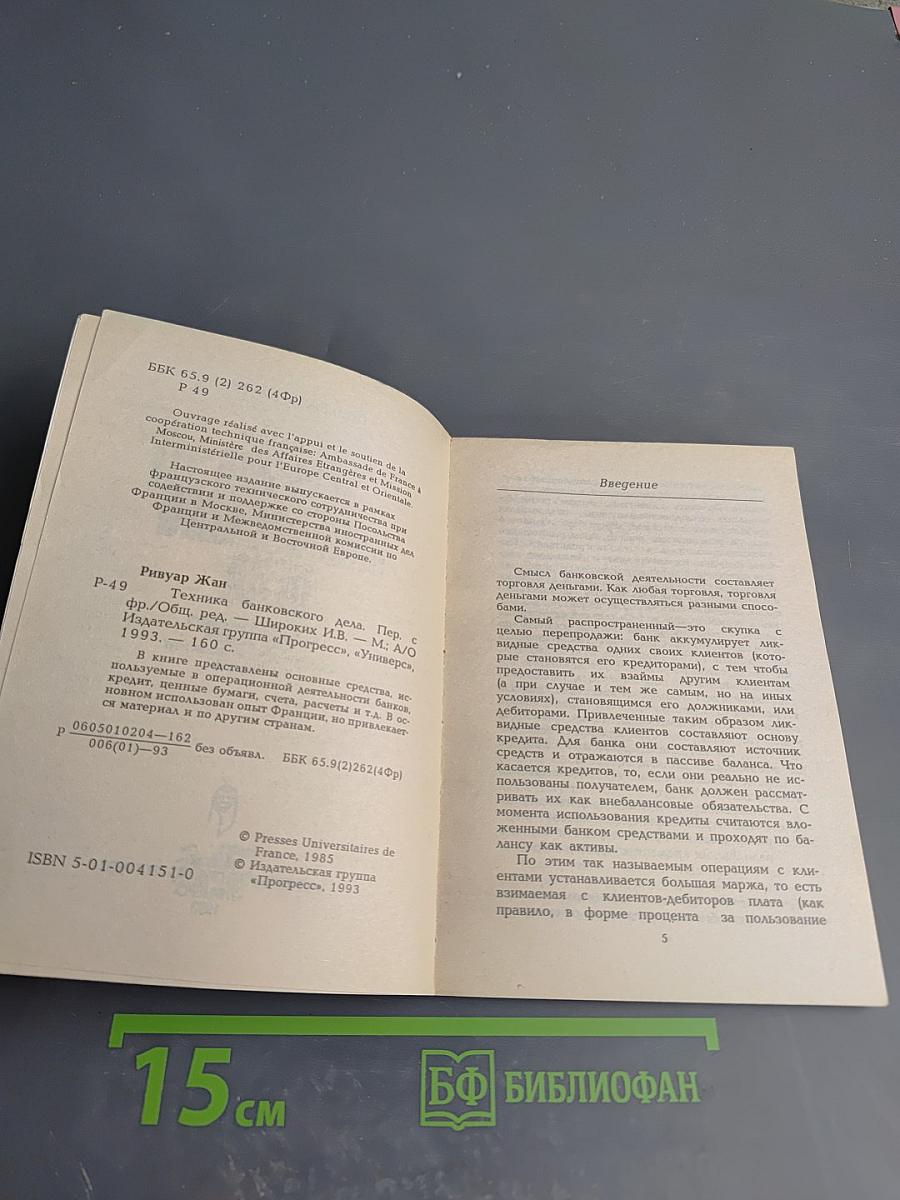 ББК 65.9 (2) 262 (4Фр)
Р 49
Ouvrage réalisé avec l'appui et le soutien de la
coopération technique française: Ambassade de France à
Moscou, Ministère des Affaires Etrangères et Mission
Interministérielle pour l'Europe Central et Orientale.
Настоящее издание выпускается в рамках
французского технического сотрудничества при
содействии и поддержке со стороны Посольства
Франции в Москве, Министерства иностранных дел
Франции и Межведомственной комиссии по
Центральной и Восточной Европе.
Ривуар Жан
Р-49 Техника банковского дела. Пер. с
фр./Общ. ред. — Широких И.В. — М.; А/О
Издательская группа «Прогресс», «Универс»,
1993. — 160 с.
В книге представлены основные средства, ис-
пользуемые в операционной деятельности банков,
кредит, ценные бумаги, счета, расчеты и т.д. В ос-
новном использован опыт Франции, но привлекает-
ся материал и по другим странам.
Р 0605010204—162
006(01)—93 без объявл. ББК 65.9(2)262(4Фр)
© Presses Universitaires de
France, 1985
© Издательская группа
«Прогресс», 1993
ISBN 5-01-004151-0
Введение
Смысл банковской деятельности составляет
торговля деньгами. Как любая торговля, торговля
деньгами может осуществляться разными спосо-
бами.
Самый распространенный—это скупка с
целью перепродажи: банк аккумулирует лик-
видные средства одних своих клиентов (кото-
рые становятся его кредиторами), с тем чтобы
предоставить их взаймы другим клиентам
(а при случае и тем же самым, но на иных
условиях), становящимся его должниками, или
дебиторами. Привлеченные таким образом лик-
видные средства клиентов составляют основу
кредита. Для банка они составляют источник
средств и отражаются в пассиве баланса. Что
касается кредитов, то, если они реально не ис-
пользованы получателем, банк должен рассмат-
ривать их как внебалансовые обязательства. С
момента использования кредиты считаются вло-
женными банком средствами и проходят по ба-
лансу как активы.
По этим так называемым операциям с кли-
ентами устанавливается большая маржа, то есть
взимаемая с клиентов-дебиторов плата (как
правило, в форме процента за пользование
5
15 см
БФ БИБЛИОФАН